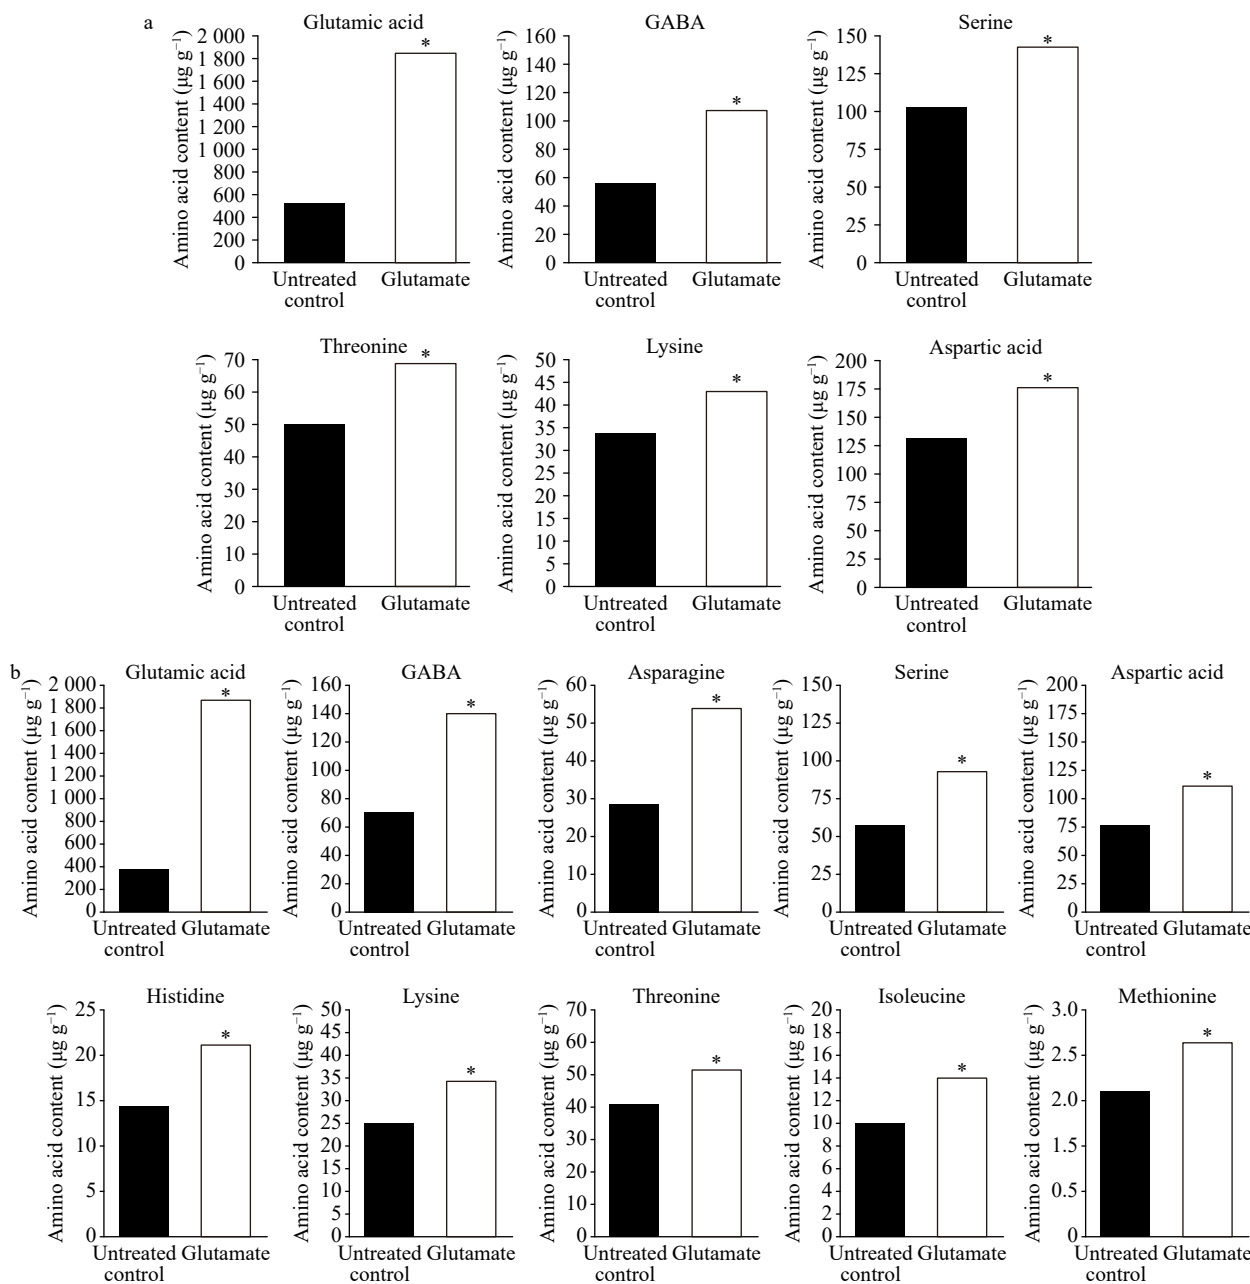 a
Glutamic acid
Amino acid content (µg g⁻¹)
2 000
1 800
1 600
1 400
1 200
1 000
800
600
400
200
0
*
Untreated
control
Glutamate
GABA
Amino acid content (µg g⁻¹)
160
140
120
100
80
60
40
20
0
*
Untreated
control
Glutamate
Serine
Amino acid content (µg g⁻¹)
150
125
100
75
50
25
0
*
Untreated
control
Glutamate
Threonine
Amino acid content (µg g⁻¹)
70
60
50
40
30
20
10
0
*
Untreated
control
Glutamate
Lysine
Amino acid content (µg g⁻¹)
50
45
40
35
30
25
20
15
10
5
0
*
Untreated
control
Glutamate
Aspartic acid
Amino acid content (µg g⁻¹)
200
175
150
125
100
75
50
25
0
*
Untreated
control
Glutamate
b
Glutamic acid
Amino acid content (µg g⁻¹)
2 000
1 800
1 600
1 400
1 200
1 000
800
600
400
200
0
*
Untreated
control
Glutamate
GABA
Amino acid content (µg g⁻¹)
160
140
120
100
80
60
40
20
0
*
Untreated
control
Glutamate
Asparagine
Amino acid content (µg g⁻¹)
60
50
40
30
20
10
0
*
Untreated
control
Glutamate
Serine
Amino acid content (µg g⁻¹)
150
125
100
75
50
25
0
*
Untreated
control
Glutamate
Aspartic acid
Amino acid content (µg g⁻¹)
200
175
150
125
100
75
50
25
0
*
Untreated
control
Glutamate
Histidine
Amino acid content (µg g⁻¹)
25
20
15
10
5
0
*
Untreated
control
Glutamate
Lysine
Amino acid content (µg g⁻¹)
50
45
40
35
30
25
20
15
10
5
0
*
Untreated
control
Glutamate
Threonine
Amino acid content (µg g⁻¹)
70
60
50
40
30
20
10
0
*
Untreated
control
Glutamate
Isoleucine
Amino acid content (µg g⁻¹)
20
18
16
14
12
10
8
6
4
2
0
*
Untreated
control
Glutamate
Methionine
Amino acid content (µg g⁻¹)
3.0
2.5
2.0
1.5
1.0
0.5
0
*
Untreated
control
Glutamate